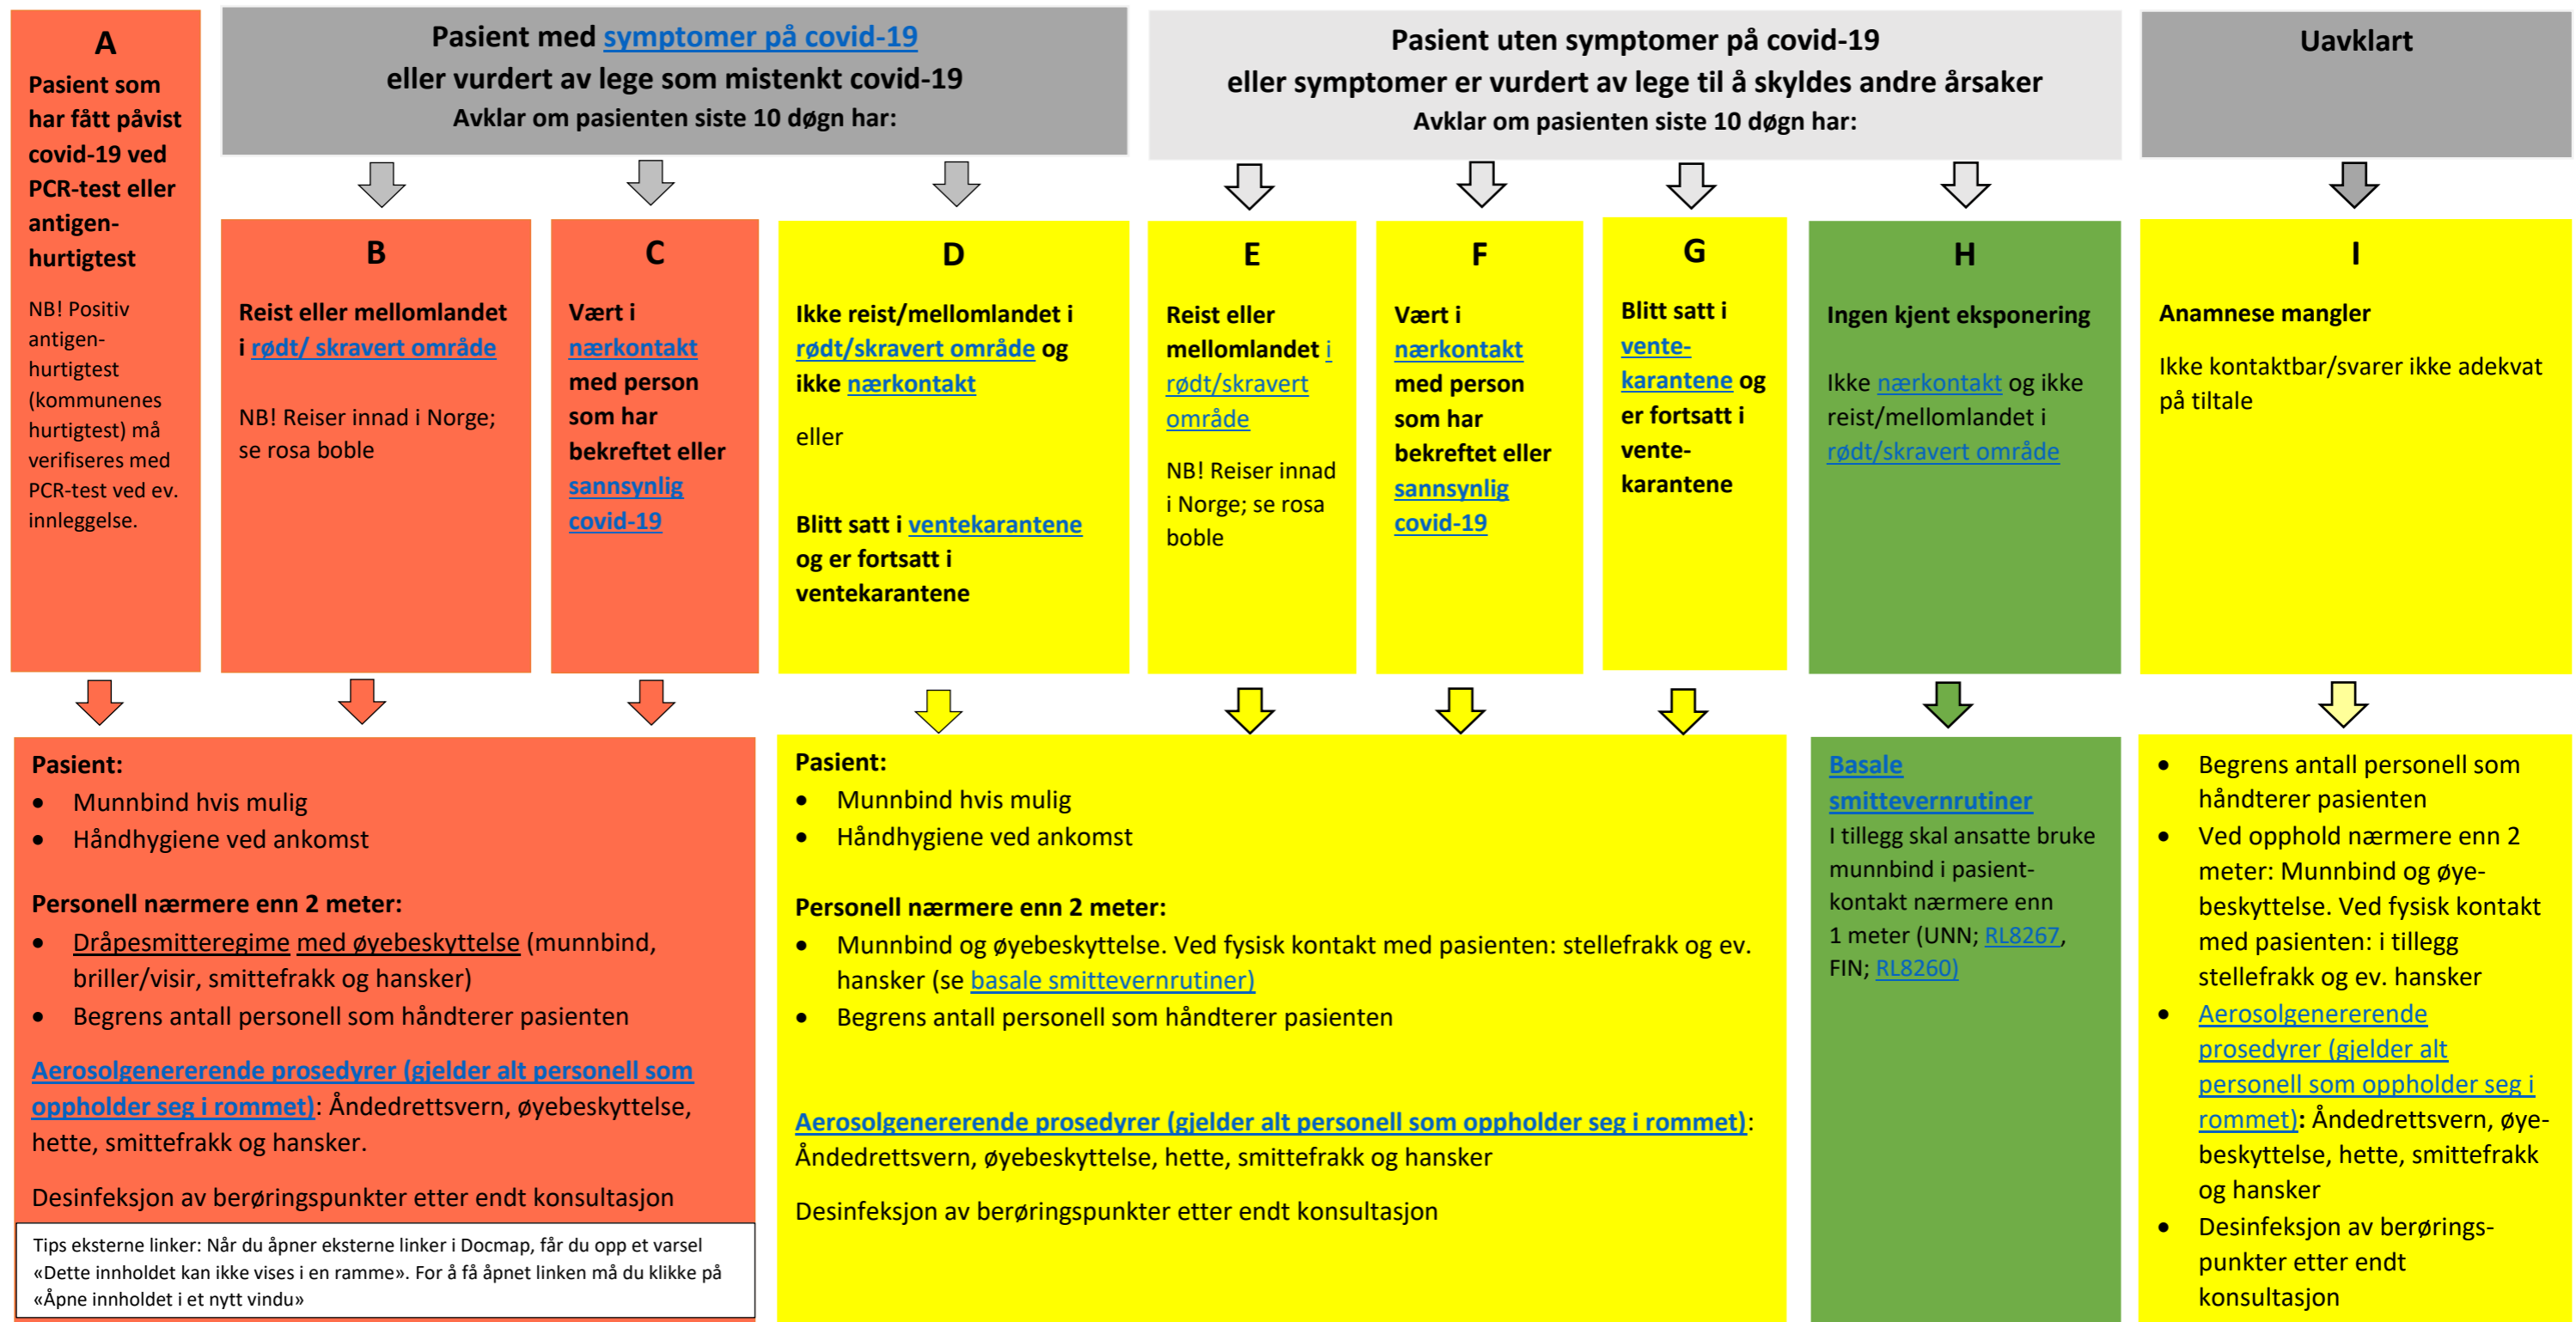 A
Pasient som
har fått påvist
covid-19 ved
PCR-test eller
antigen-
hurtigtest
NB! Positiv
antigen-
hurtigtest
(kommunenes
hurtigtest) må
verifiseres med
PCR-test ved ev.
innleggelse.
Pasient med symptomer på covid-19
eller vurdert av lege som mistenkt covid-19
Avklar om pasienten siste 10 døgn har:
Pasient uten symptomer på covid-19
eller symptomer er vurdert av lege til å skyldes andre årsaker
Avklar om pasienten siste 10 døgn har:
Uavklart
B
Reist eller mellomlandet
i rødt/ skravert område
NB! Reiser innad i Norge;
se rosa boble
C
Vært i
nærkontakt
med person
som har
bekreftet eller
sannsynlig
covid-19
D
Ikke reist/mellomlandet i
rødt/skravert område og
ikke nærkontakt
eller
Blitt satt i ventekarantene
og er fortsatt i
ventekarantene
E
Reist eller
mellomlandet i
rødt/skravert
område
NB! Reiser innad
i Norge; se rosa
boble
F
Vært i
nærkontakt
med person
som har
bekreftet eller
sannsynlig
covid-19
G
Blitt satt i
vente-
karantene og
er fortsatt i
vente-
karantene
H
Ingen kjent eksponering
Ikke nærkontakt og ikke
reist/mellomlandet i
rødt/skravert område
I
Anamnese mangler
Ikke kontaktbar/svarer ikke adekvat
på tiltale
Pasient:
• Munnbind hvis mulig
• Håndhygiene ved ankomst
Personell nærmere enn 2 meter:
• Dråpesmitteregime med øyebeskyttelse (munnbind,
briller/visir, smittefrakk og hansker)
• Begrens antall personell som håndterer pasienten
Aerosolgenererende prosedyrer (gjelder alt personell som
oppholder seg i rommet): Åndedrettsvern, øyebeskyttelse,
hette, smittefrakk og hansker.
Desinfeksjon av berøringspunkter etter endt konsultasjon
Tips eksterne linker: Når du åpner eksterne linker i Docmap, får du opp et varsel
«Dette innholdet kan ikke vises i en ramme». For å få åpnet linken må du klikke på
«Åpne innholdet i et nytt vindu»
Pasient:
• Munnbind hvis mulig
• Håndhygiene ved ankomst
Personell nærmere enn 2 meter:
• Munnbind og øyebeskyttelse. Ved fysisk kontakt med pasienten: stellefrakk og ev.
hansker (se basale smittevernrutiner)
• Begrens antall personell som håndterer pasienten
Aerosolgenererende prosedyrer (gjelder alt personell som oppholder seg i rommet):
Åndedrettsvern, øyebeskyttelse, hette, smittefrakk og hansker
Desinfeksjon av berøringspunkter etter endt konsultasjon
Basale
smittevernrutiner
I tillegg skal ansatte bruke
munnbind i pasient-
kontakt nærmere enn
1 meter (UNN; RL8267,
FIN; RL8260)
• Begrens antall personell som
håndterer pasienten
• Ved opphold nærmere enn 2
meter: Munnbind og øye-
beskyttelse. Ved fysisk kontakt
med pasienten: i tillegg
stellefrakk og ev. hansker
• Aerosolgenererende
prosedyrer (gjelder alt
personell som oppholder seg i
rommet): Åndedrettsvern, øye-
beskyttelse, hette, smittefrakk
og hansker
• Desinfeksjon av berørings-
punkter etter endt
konsultasjon